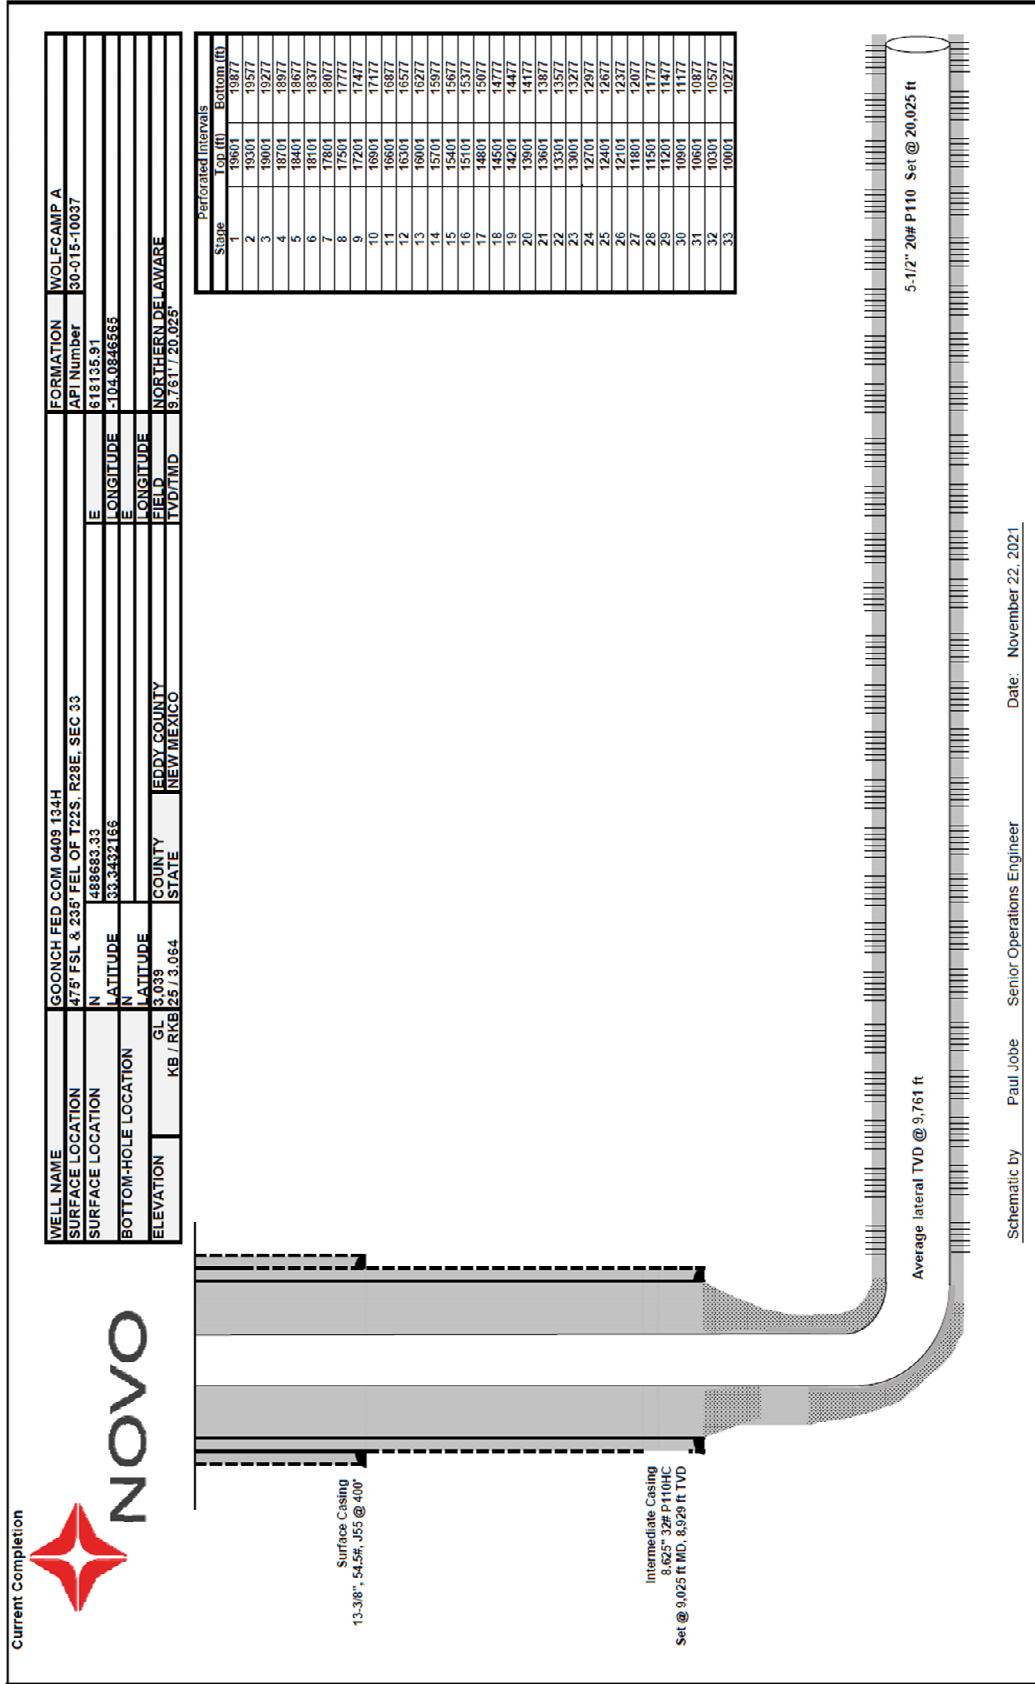 Current Completion
NOVO
WELL NAME GOONCH FED COM 0409 134H FORMATION WOLFCAMP A
SURFACE LOCATION 475' FSL & 235' FEL OF T22S, R28E, SEC 33 API Number 30-015-10037
SURFACE LOCATION N 488683.33 E 618135.91
LATITUDE 33.3432166 LONGITUDE -104.0846565
BOTTOM-HOLE LOCATION N E
LATITUDE LONGITUDE
ELEVATION GL 3,039 COUNTY EDDY COUNTY FIELD NORTHERN DELAWARE
KB / RKB 25 / 3,064 STATE NEW MEXICO TVD/TMD 9,761' / 20,025'
Perforated Intervals
Stage Top (ft) Bottom (ft)
1 19601 19877
2 19301 19577
3 19001 19277
4 18701 18977
5 18401 18677
6 18101 18377
7 17801 18077
8 17501 17777
9 17201 17477
10 16901 17177
11 16601 16877
12 16301 16577
13 16001 16277
14 15701 15977
15 15401 15677
16 15101 15377
17 14801 15077
18 14501 14777
19 14201 14477
20 13901 14177
21 13601 13877
22 13301 13577
23 13001 13277
24 12701 12977
25 12401 12677
26 12101 12377
27 11801 12077
28 11501 11777
29 11201 11477
30 10901 11177
31 10601 10877
32 10301 10577
33 10001 10277
Surface Casing
13-3/8", 54.5#, J55 @ 400'
Intermediate Casing
8.625" 32# P110HC
Set @ 9,025 ft MD, 8,929 ft TVD
Average lateral TVD @ 9,761 ft
5-1/2" 20# P110 Set @ 20,025 ft
Schematic by Paul Jobe Senior Operations Engineer Date: November 22, 2021